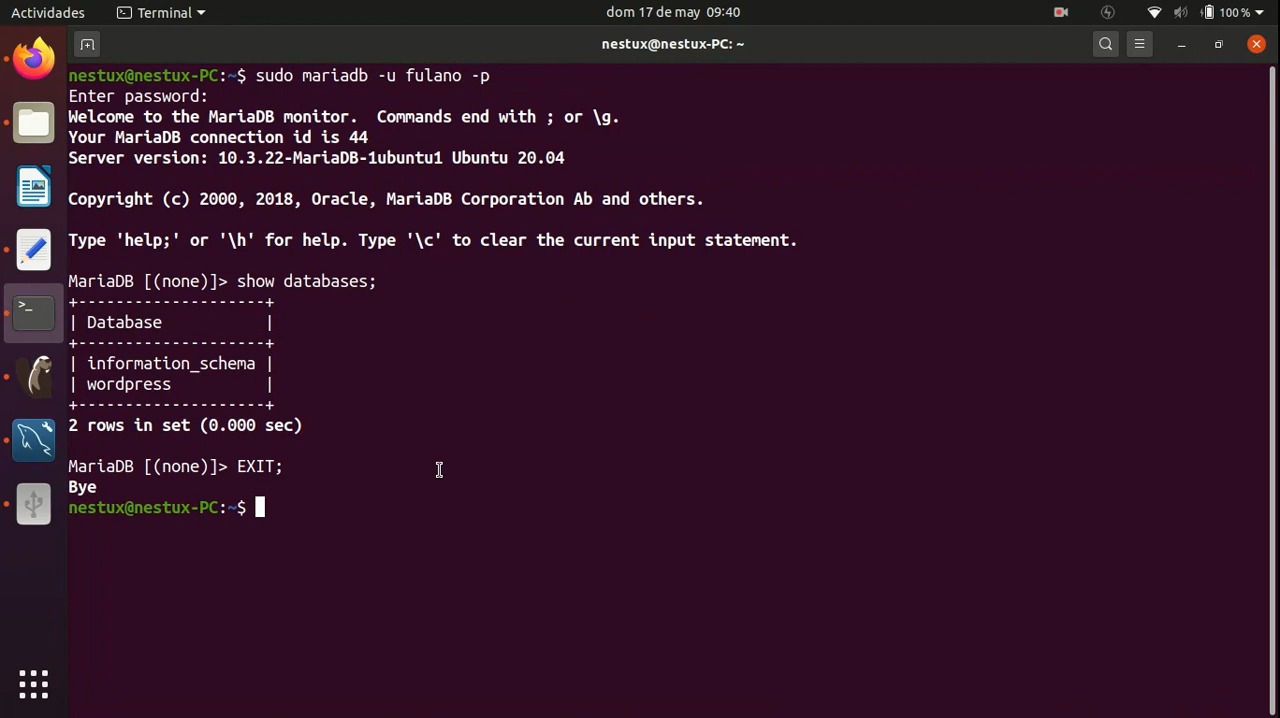 Actividades
Terminal
dom 17 de may 09:40
100 %
nestux@nestux-PC: ~
nestux@nestux-PC:~$ sudo mariadb -u fulano -p
Enter password:
Welcome to the MariaDB monitor.  Commands end with ; or \g.
Your MariaDB connection id is 44
Server version: 10.3.22-MariaDB-1ubuntu1 Ubuntu 20.04
Copyright (c) 2000, 2018, Oracle, MariaDB Corporation Ab and others.
Type 'help;' or '\h' for help. Type '\c' to clear the current input statement.
MariaDB [(none)]> show databases;
+--------------------+
| Database           |
+--------------------+
| information_schema |
| wordpress          |
+--------------------+
2 rows in set (0.000 sec)
MariaDB [(none)]> EXIT;
Bye
nestux@nestux-PC:~$